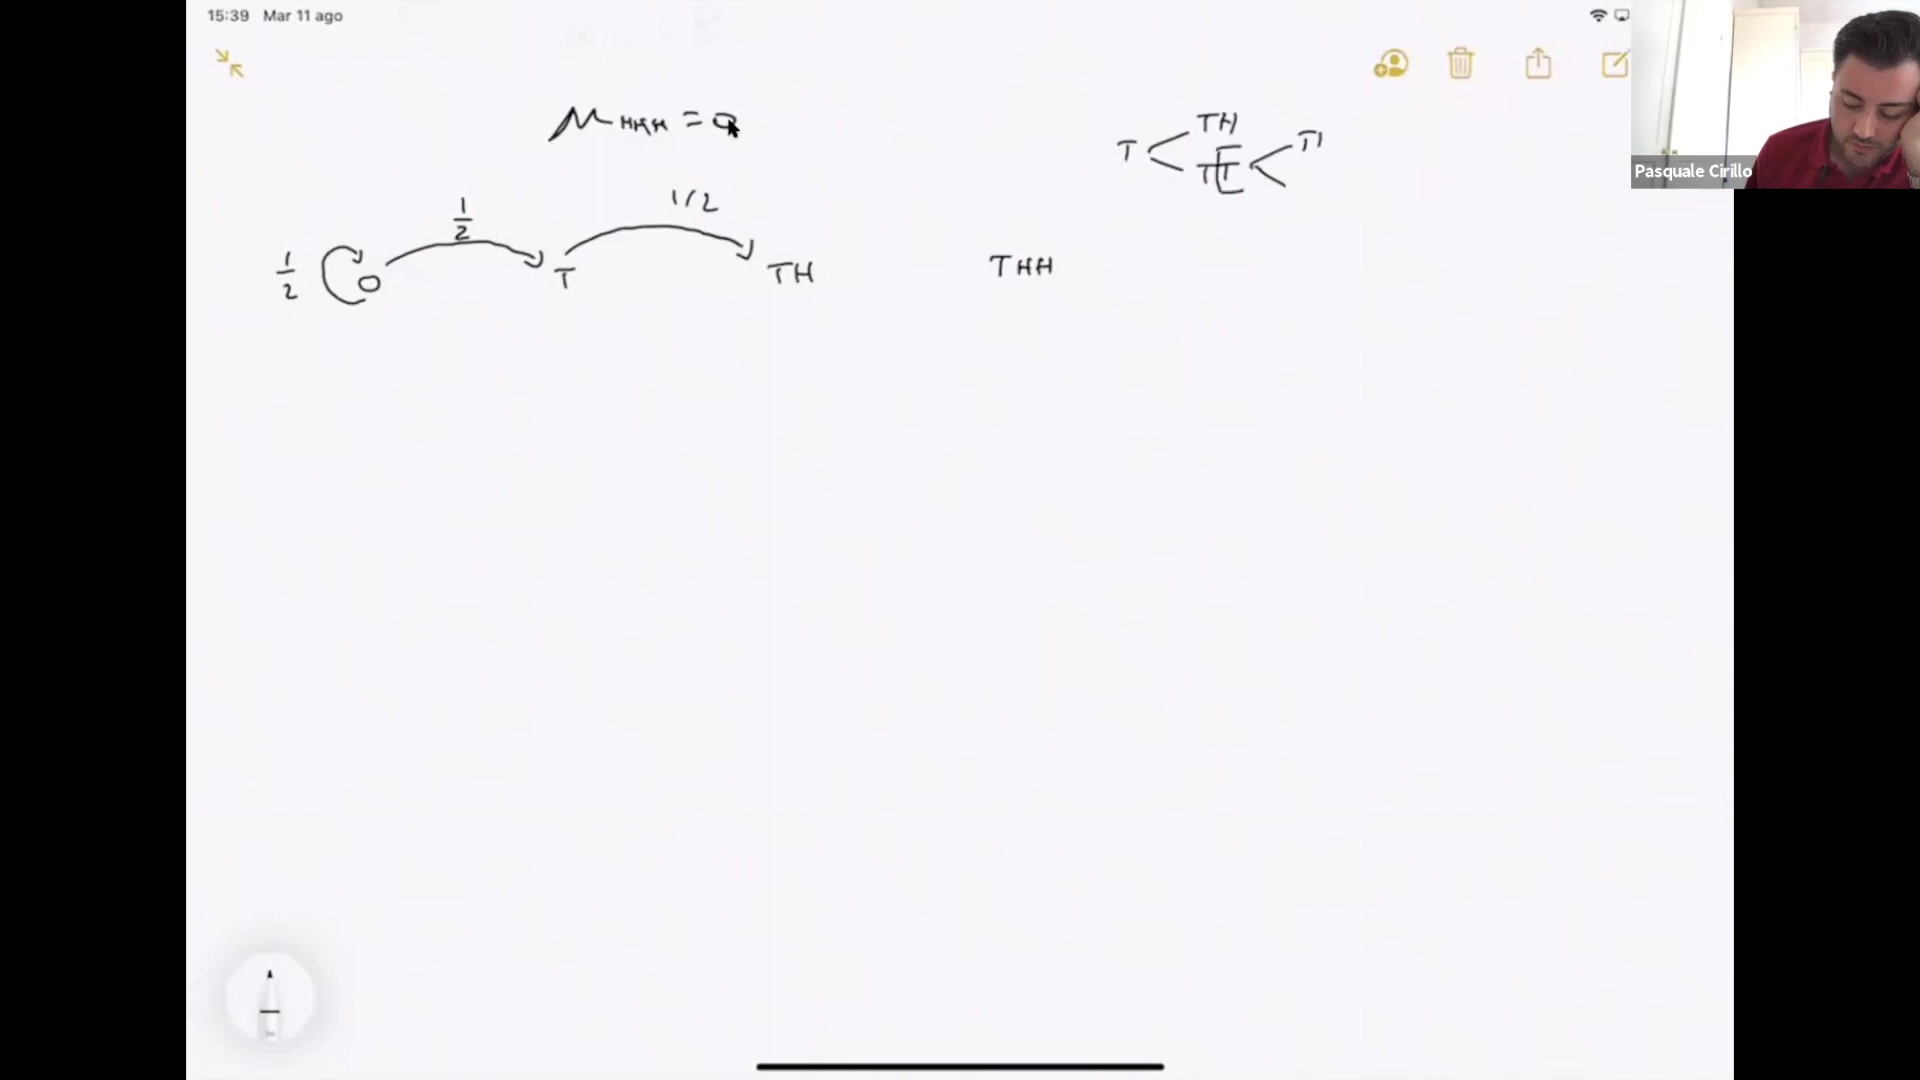 15:39 Mar 11 ago
μHHH = 0
T TH
TT T
Pasquale Cirillo
1/2 1/2
1/2 0 T TH THH